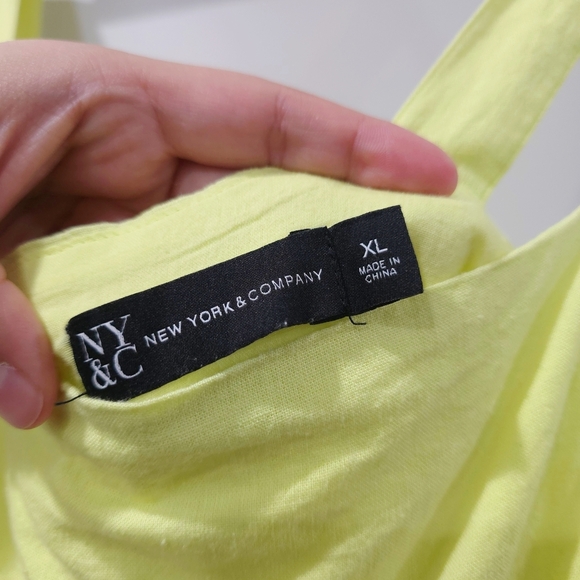 NY
&C
NEW YORK & COMPANY
XL
MADE IN
CHINA